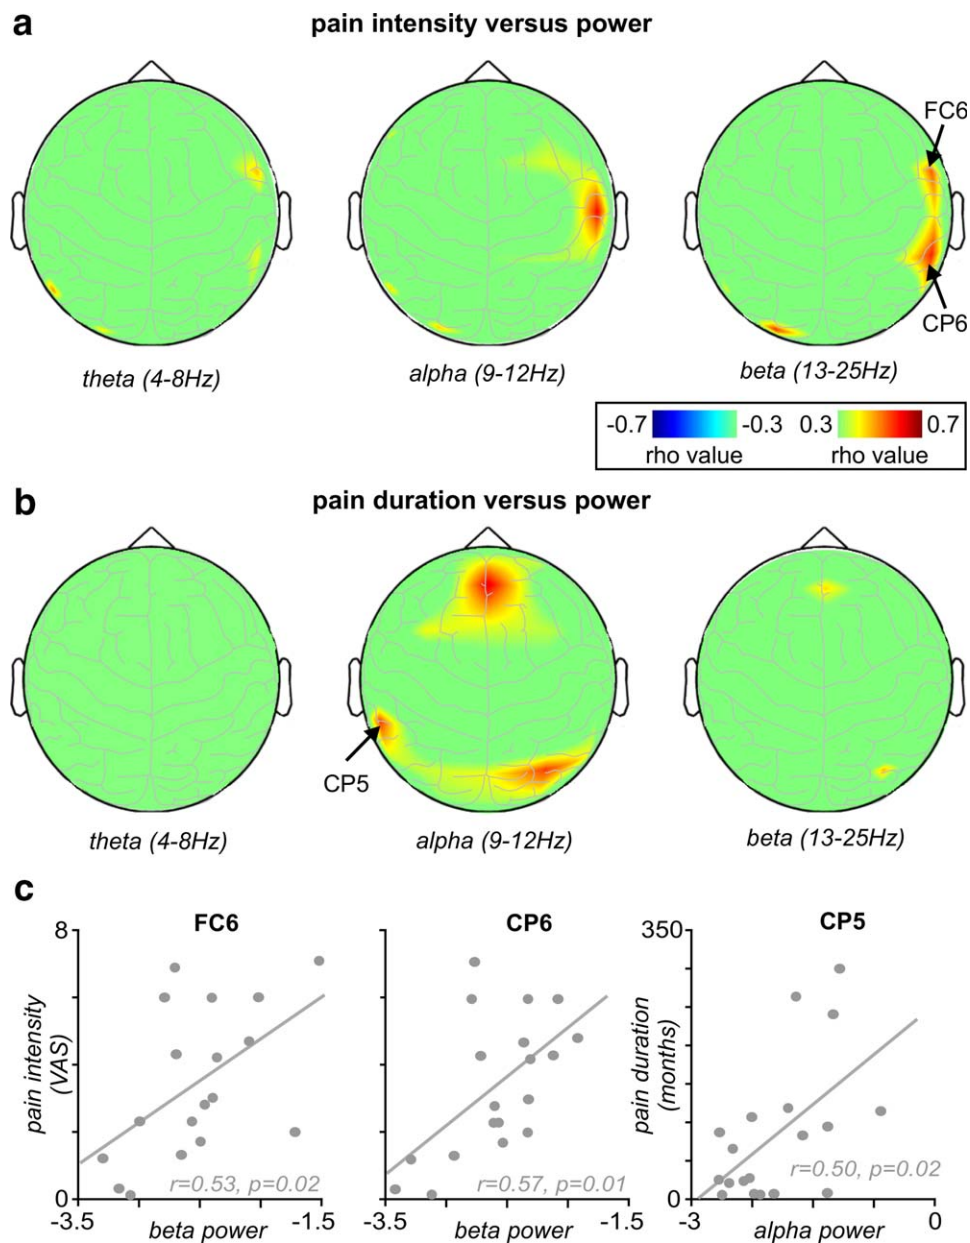 a
pain intensity versus power
FC6
CP6
theta (4-8Hz)
alpha (9-12Hz)
beta (13-25Hz)
-0.7 -0.3 0.3 0.7
rho value rho value
b
pain duration versus power
CP5
theta (4-8Hz)
alpha (9-12Hz)
beta (13-25Hz)
c
FC6
8
pain intensity
(VAS)
0
r=0.53, p=0.02
-3.5 beta power -1.5
CP6
r=0.57, p=0.01
-3.5 beta power -1.5
CP5
350
pain duration
(months)
0
r=0.50, p=0.02
-3 alpha power 0